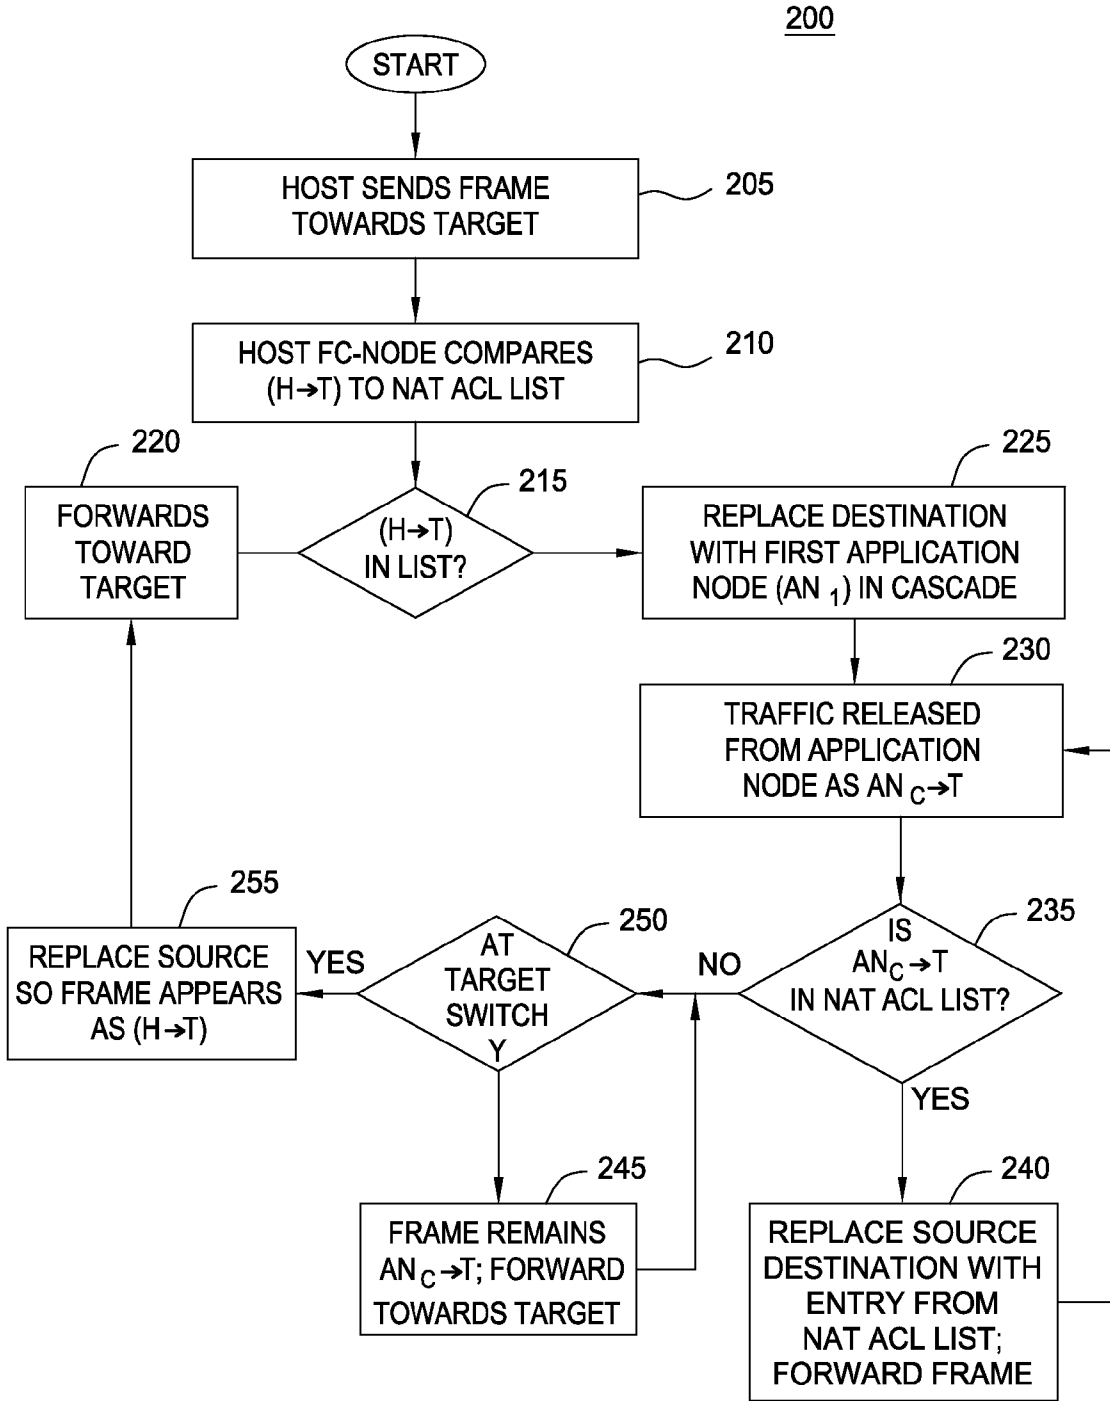 200
START
HOST SENDS FRAME
TOWARDS TARGET
205
HOST FC-NODE COMPARES
(H→T) TO NAT ACL LIST
210
220
FORWARDS
TOWARD
TARGET
215
(H→T)
IN LIST?
225
REPLACE DESTINATION
WITH FIRST APPLICATION
NODE (AN 1) IN CASCADE
230
TRAFFIC RELEASED
FROM APPLICATION
NODE AS AN C→T
235
IS
ANC→T
IN NAT ACL LIST?
NO
YES
250
AT
TARGET
SWITCH
Y
YES
255
REPLACE SOURCE
SO FRAME APPEARS
AS (H→T)
245
FRAME REMAINS
ANC→T; FORWARD
TOWARDS TARGET
240
REPLACE SOURCE
DESTINATION WITH
ENTRY FROM
NAT ACL LIST;
FORWARD FRAME